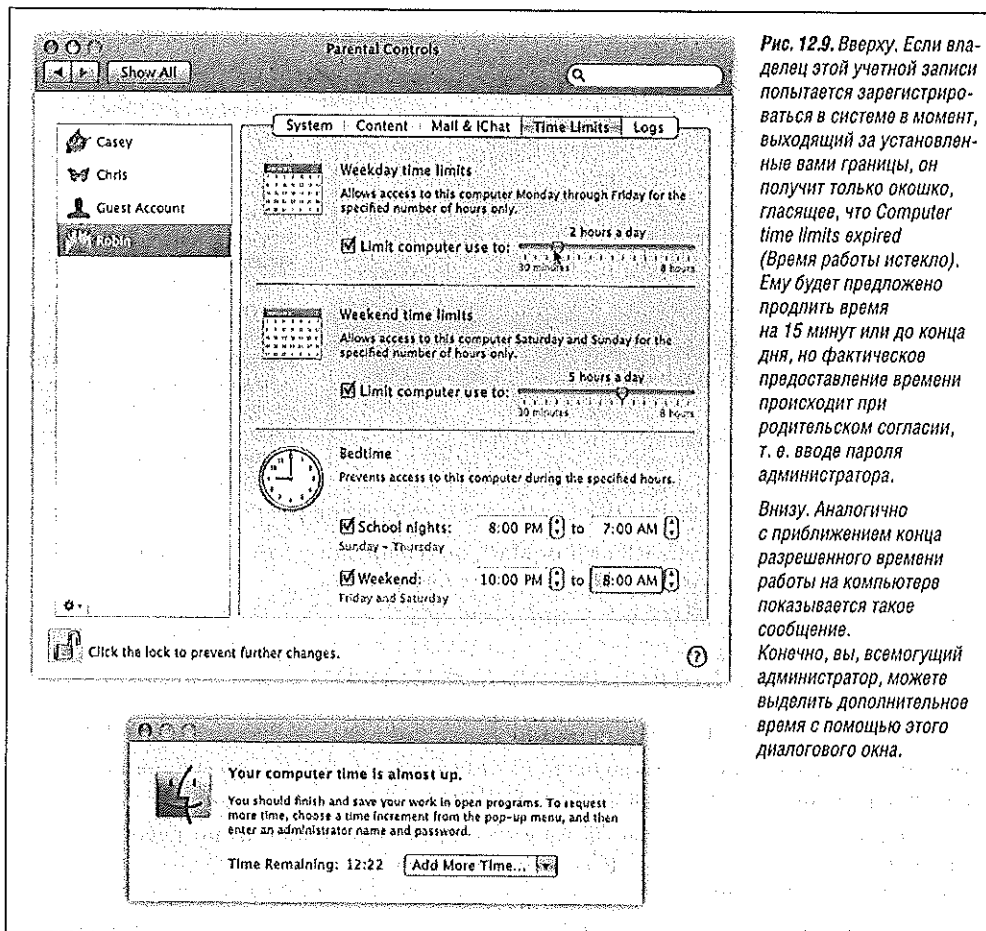 Parental Controls
Show All
Casey
Chris
Guest Account
Robin
System Content Mail & iChat Time Limits Logs
Weekday time limits
Allows access to this computer Monday through Friday for the
specified number of hours only.
2 hours a day
Limit computer use to:
30 minutes 8 hours
Weekend time limits
Allows access to this computer Saturday and Sunday for the
specified number of hours only.
5 hours a day
Limit computer use to:
30 minutes 8 hours
Bedtime
Prevents access to this computer during the specified hours.
School nights: 8:00 PM to 7:00 AM
Sunday – Thursday
Weekend: 10:00 PM to 8:00 AM
Friday and Saturday
Click the lock to prevent further changes.
?
Your computer time is almost up.
You should finish and save your work in open programs. To request
more time, choose a time increment from the pop-up menu, and then
enter an administrator name and password.
Time Remaining: 12:22 Add More Time...
Рис. 12.9. Вверху. Если вла-
делец этой учетной записи
попытается зарегистриро-
ваться в системе в момент,
выходящий за установлен-
ные вами границы, он
получит только окошко,
гласящее, что Computer
time limits expired
(Время работы истекло).
Ему будет предложено
продлить время
на 15 минут или до конца
дня, но фактическое
предоставление времени
происходит при
родительском согласии,
т. е. вводе пароля
администратора.
Внизу. Аналогично
с приближением конца
разрешенного времени
работы на компьютере
показывается такое
сообщение.
Конечно, вы, всемогущий
администратор, можете
выделить дополнительное
время с помощью этого
диалогового окна.